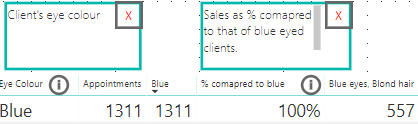 Client's eye colour X
Sales as % comapred X
to that of blue eyed
clients.
Eye Colour i Appointments Blue % comapred to blue i Blue eyes, Blond hair
Blue 1311 1311 100% 557